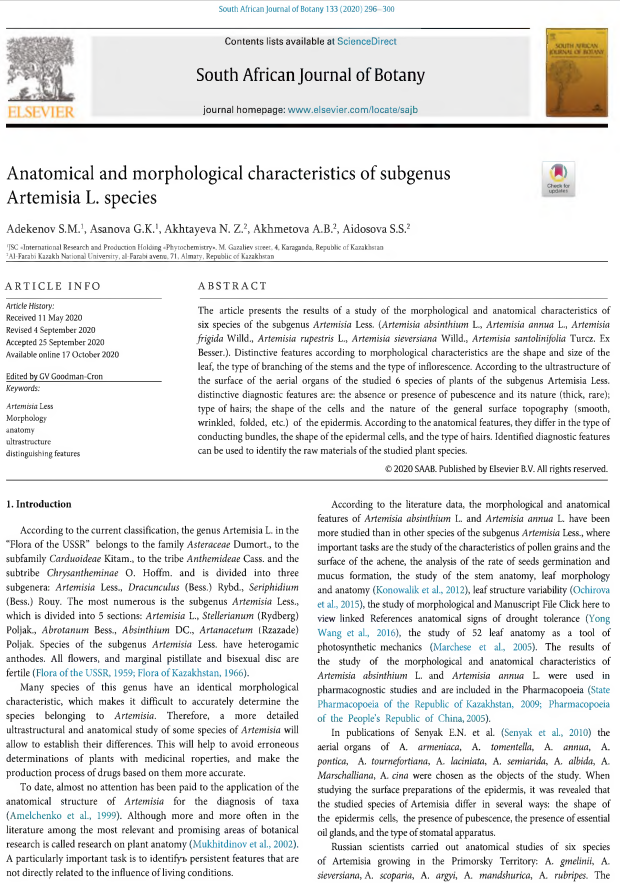 South African Journal of Botany 133 (2020) 296–300
Contents lists available at ScienceDirect
South African Journal of Botany
journal homepage: www.elsevier.com/locate/sajb
ELSEVIER
SOUTH AFRICAN
JOURNAL OF BOTANY
Check for
updates
Anatomical and morphological characteristics of subgenus
Artemisia L. species
Adekenov S.M.¹, Asanova G.K.¹, Akhtayeva N. Z.², Akhmetova A.B.², Aidosova S.S.²
¹JSC «International Research and Production Holding «Phytochemistry», M. Gazaliev street, 4, Karaganda, Republic of Kazakhstan
²Al-Farabi Kazakh National University, al-Farabi avenu, 71, Almaty, Republic of Kazakhstan
ARTICLE INFO
Article History:
Received 11 May 2020
Revised 4 September 2020
Accepted 25 September 2020
Available online 17 October 2020
Edited by GV Goodman-Cron
Keywords:
Artemisia Less
Morphology
anatomy
ultrastructure
distinguishing features
ABSTRACT
The article presents the results of a study of the morphological and anatomical characteristics of
six species of the subgenus Artemisia Less. (Artemisia absinthium L., Artemisia annua L., Artemisia
frigida Willd., Artemisia rupestris L., Artemisia sieversiana Willd., Artemisia santolinifolia Turcz. Ex
Besser.). Distinctive features according to morphological characteristics are the shape and size of the
leaf, the type of branching of the stems and the type of inflorescence. According to the ultrastructure of
the surface of the aerial organs of the studied 6 species of plants of the subgenus Artemisia Less.
distinctive diagnostic features are: the absence or presence of pubescence and its nature (thick, rare);
type of hairs; the shape of the cells and the nature of the general surface topography (smooth,
wrinkled, folded, etc.) of the epidermis. According to the anatomical features, they differ in the type of
conducting bundles, the shape of the epidermal cells, and the type of hairs. Identified diagnostic features
can be used to identify the raw materials of the studied plant species.
© 2020 SAAB. Published by Elsevier B.V. All rights reserved.
1. Introduction
According to the current classification, the genus Artemisia L. in the
"Flora of the USSR" belongs to the family Asteraceae Dumort., to the
subfamily Carduoideae Kitam., to the tribe Anthemideae Cass. and the
subtribe Chrysantheminae O. Hoffm. and is divided into three
subgenera: Artemisia Less., Dracunculus (Bess.) Rybd., Seriphidium
(Bess.) Rouy. The most numerous is the subgenus Artemisia Less.,
which is divided into 5 sections: Artemisia L., Stellerianum (Rydberg)
Poljak., Abrotanum Bess., Absinthium DC., Artanacetum (Rzazade)
Poljak. Species of the subgenus Artemisia Less. have heterogamic
anthodes. All flowers, and marginal pistillate and bisexual disc are
fertile (Flora of the USSR, 1959; Flora of Kazakhstan, 1966).
Many species of this genus have an identical morphological
characteristic, which makes it difficult to accurately determine the
species belonging to Artemisia. Therefore, a more detailed
ultrastructural and anatomical study of some species of Artemisia will
allow to establish their differences. This will help to avoid erroneous
determinations of plants with medicinal roperties, and make the
production process of drugs based on them more accurate.
To date, almost no attention has been paid to the application of the
anatomical structure of Artemisia for the diagnosis of taxa
(Amelchenko et al., 1999). Although more and more often in the
literature among the most relevant and promising areas of botanical
research is called research on plant anatomy (Mukhitdinov et al., 2002).
A particularly important task is to identifyъ persistent features that are
not directly related to the influence of living conditions.
According to the literature data, the morphological and anatomical
features of Artemisia absinthium L. and Artemisia annua L. have been
more studied than in other species of the subgenus Artemisia Less., where
important tasks are the study of the characteristics of pollen grains and the
surface of the achene, the analysis of the rate of seeds germination and
mucus formation, the study of the stem anatomy, leaf morphology
and anatomy (Konowalik et al., 2012), leaf structure variability (Ochirova
et al., 2015), the study of morphological and Manuscript File Click here to
view linked References anatomical signs of drought tolerance (Yong
Wang et al., 2016), the study of 52 leaf anatomy as a tool of
photosynthetic mechanics (Marchese et al., 2005). The results of
the study of the morphological and anatomical characteristics of
Artemisia absinthium L. and Artemisia annua L. were used in
pharmacognostic studies and are included in the Pharmacopoeia (State
Pharmacopoeia of the Republic of Kazakhstan, 2009; Pharmacopoeia
of the People's Republic of China, 2005).
In publications of Senyak E.N. et al. (Senyak et al., 2010) the
aerial organs of A. armeniaca, A. tomentella, A. annua, A.
pontica, A. tournefortiana, A. laciniata, A. semiarida, A. albida, A.
Marschalliana, A. cina were chosen as the objects of the study. When
studying the surface preparations of the epidermis, it was revealed that
the studied species of Artemisia differ in several ways: the shape of
the epidermis cells, the presence of pubescence, the presence of essential
oil glands, and the type of stomatal apparatus.
Russian scientists carried out anatomical studies of six species
of Artemisia growing in the Primorsky Territory: A. gmelinii, A.
sieversiana, A. scoparia, A. argyi, A. mandshurica, A. rubripes. The